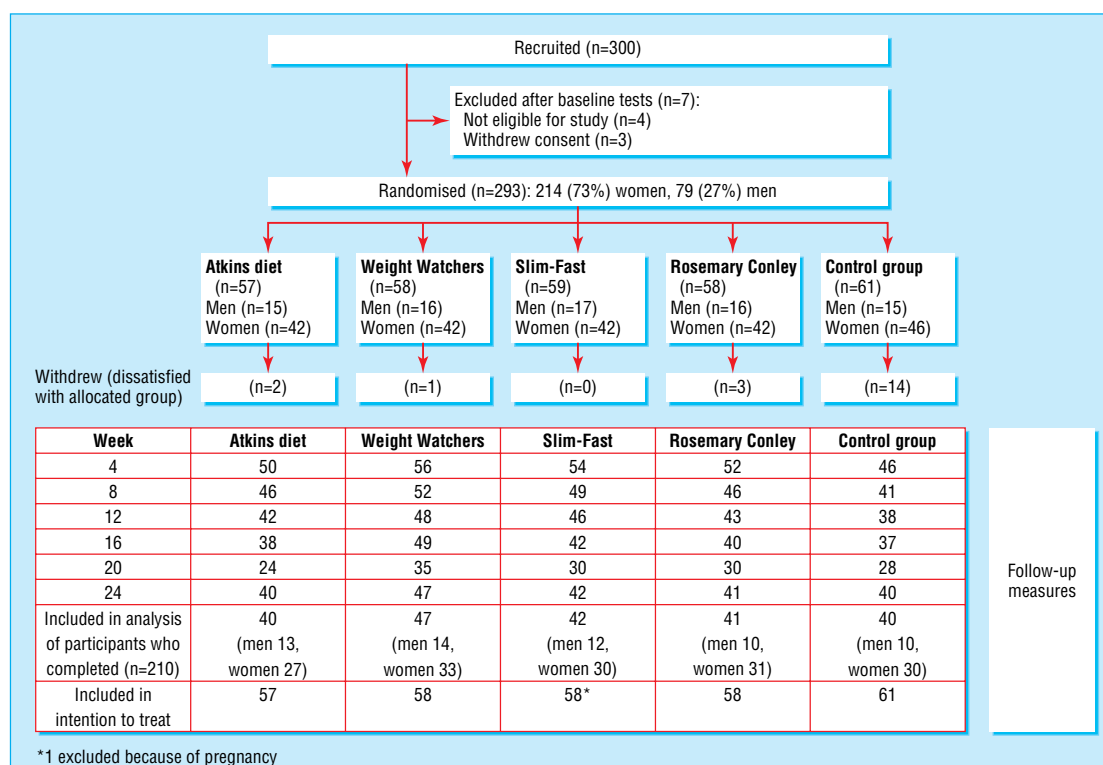 Recruited (n=300)
Excluded after baseline tests (n=7):
Not eligible for study (n=4)
Withdrew consent (n=3)
Randomised (n=293): 214 (73%) women, 79 (27%) men
Atkins diet
(n=57)
Men (n=15)
Women (n=42)
Weight Watchers
(n=58)
Men (n=16)
Women (n=42)
Slim-Fast
(n=59)
Men (n=17)
Women (n=42)
Rosemary Conley
(n=58)
Men (n=16)
Women (n=42)
Control group
(n=61)
Men (n=15)
Women (n=46)
Withdrew (dissatisfied
with allocated group)
(n=2) (n=1) (n=0) (n=3) (n=14)
Week Atkins diet Weight Watchers Slim-Fast Rosemary Conley Control group
4 50 56 54 52 46
8 46 52 49 46 41
12 42 48 46 43 38
16 38 49 42 40 37
20 24 35 30 30 28
24 40 47 42 41 40
Included in analysis 40 47 42 41 40
of participants who (men 13, (men 14, (men 12, (men 10, (men 10,
completed (n=210) women 27) women 33) women 30) women 31) women 30)
Included in
intention to treat
57 58 58* 58 61
Follow-up
measures
*1 excluded because of pregnancy